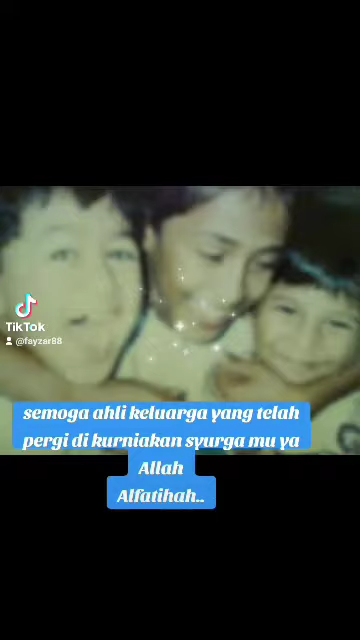 TikTok
@fayzar88
semoga ahli keluarga yang telah
pergi di kurniakan syurga mu ya
Allah
Alfatihah..